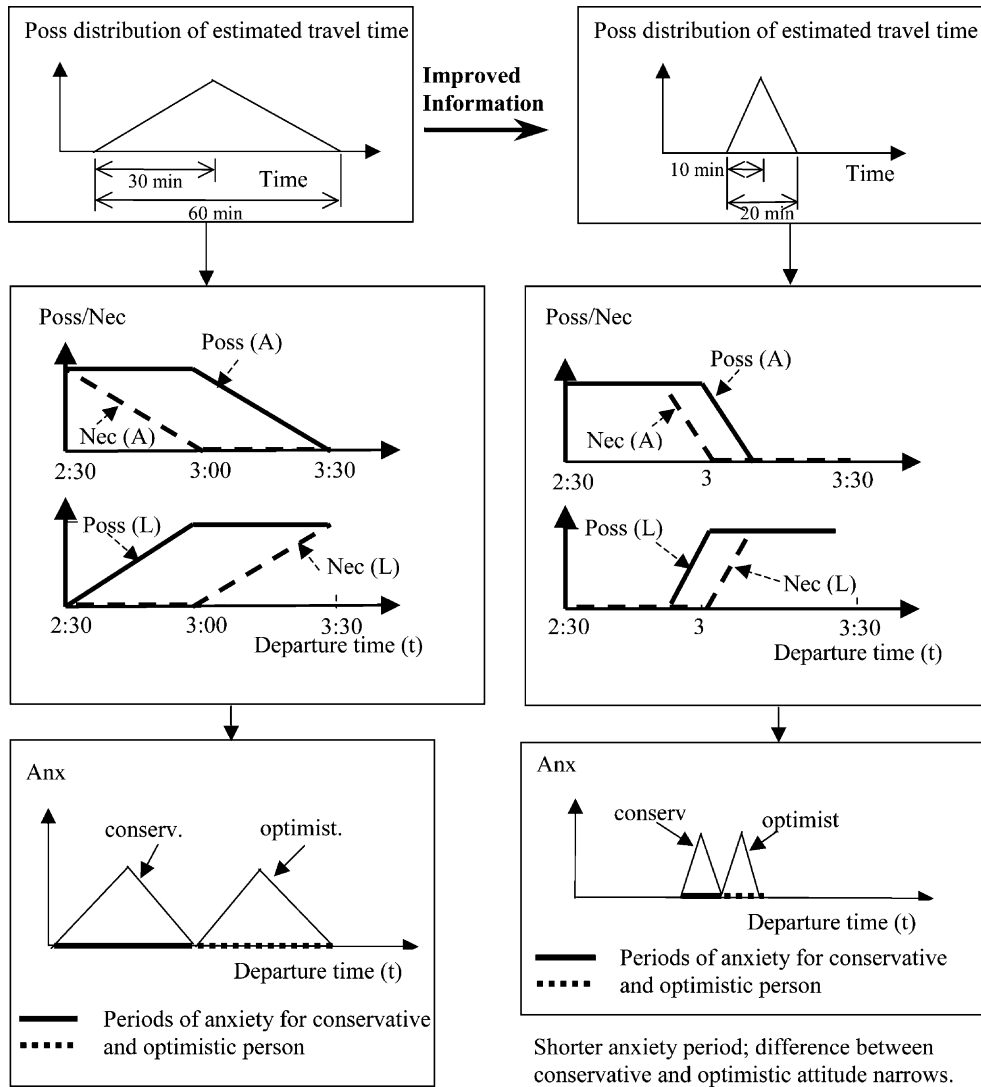 Poss distribution of estimated travel time
30 min
Time
60 min
Improved
Information
Poss distribution of estimated travel time
10 min
Time
20 min
Poss/Nec
Poss (A)
Nec (A)
2:30
3:00
3:30
Poss (L)
Nec (L)
2:30
3:00
3:30
Departure time (t)
Poss/Nec
Poss (A)
Nec (A)
2:30
3
3:30
Poss (L)
Nec (L)
2:30
3
3:30
Departure time (t)
Anx
conserv.
optimist.
Departure time (t)
Periods of anxiety for conservative
and optimistic person
Anx
conserv
optimist
Departure time (t)
Periods of anxiety for conservative
and optimistic person
Shorter anxiety period; difference between
conservative and optimistic attitude narrows.